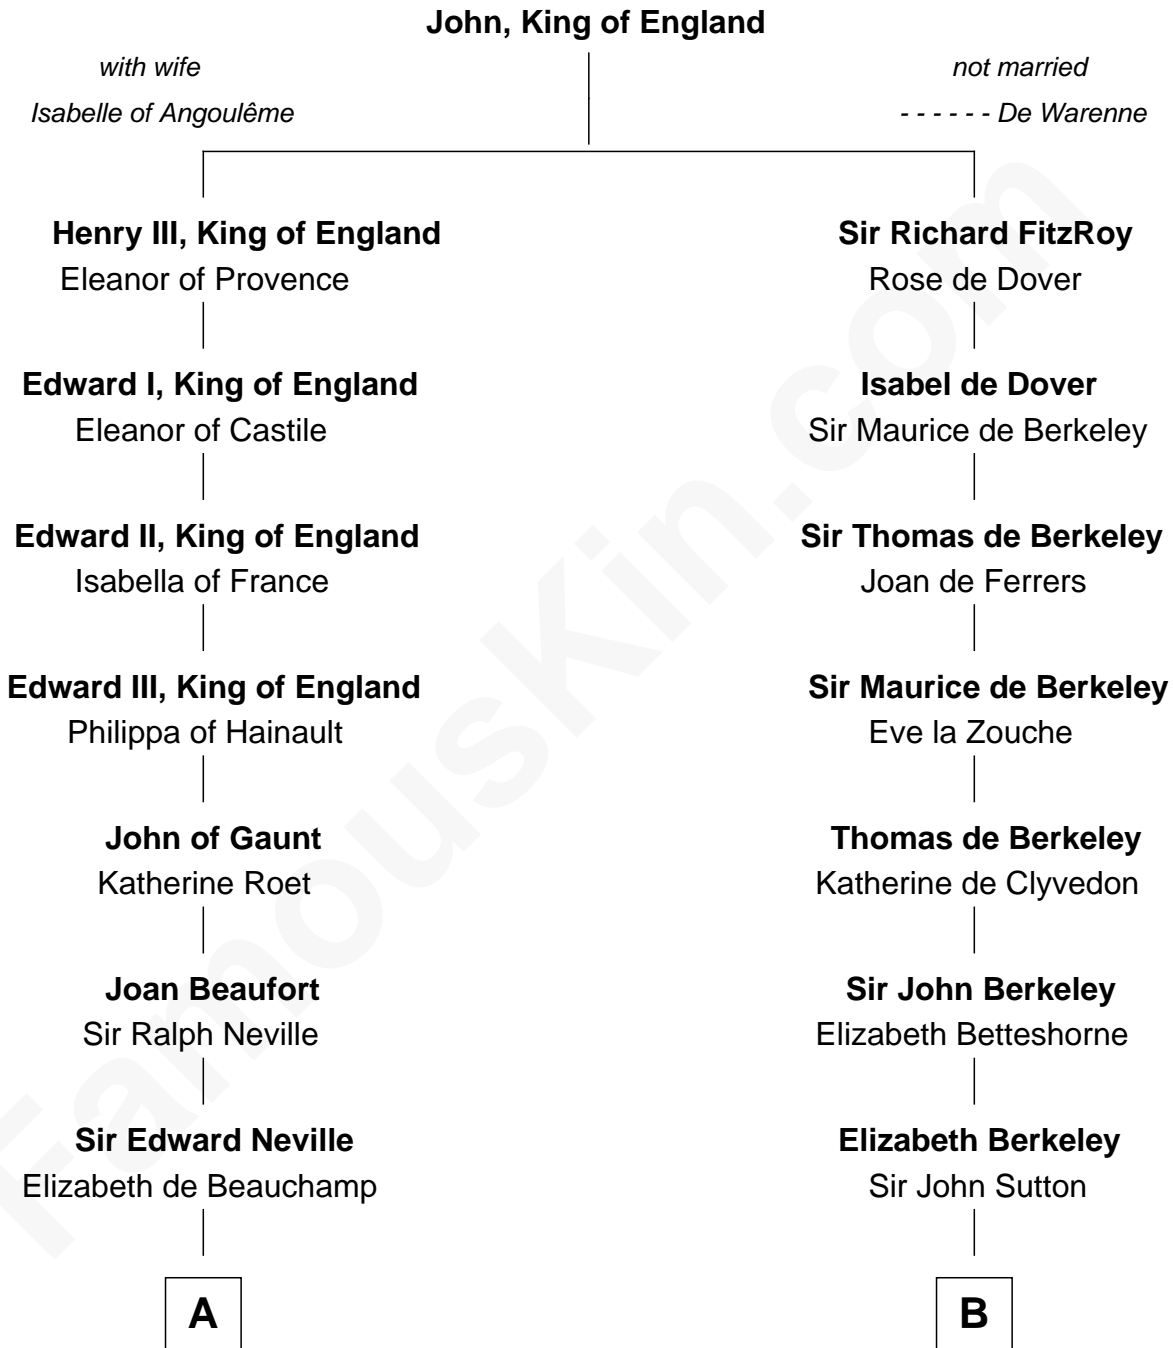 John, King of England
with wife
Isabelle of Angoulême
not married
- - - - - - De Warenne
Henry III, King of England
Eleanor of Provence
Edward I, King of England
Eleanor of Castile
Edward II, King of England
Isabella of France
Edward III, King of England
Philippa of Hainault
John of Gaunt
Katherine Roet
Joan Beaufort
Sir Ralph Neville
Sir Edward Neville
Elizabeth de Beauchamp
A
Sir Richard FitzRoy
Rose de Dover
Isabel de Dover
Sir Maurice de Berkeley
Sir Thomas de Berkeley
Joan de Ferrers
Sir Maurice de Berkeley
Eve la Zouche
Thomas de Berkeley
Katherine de Clyvedon
Sir John Berkeley
Elizabeth Betteshorne
Elizabeth Berkeley
Sir John Sutton
B
FamousKin.com